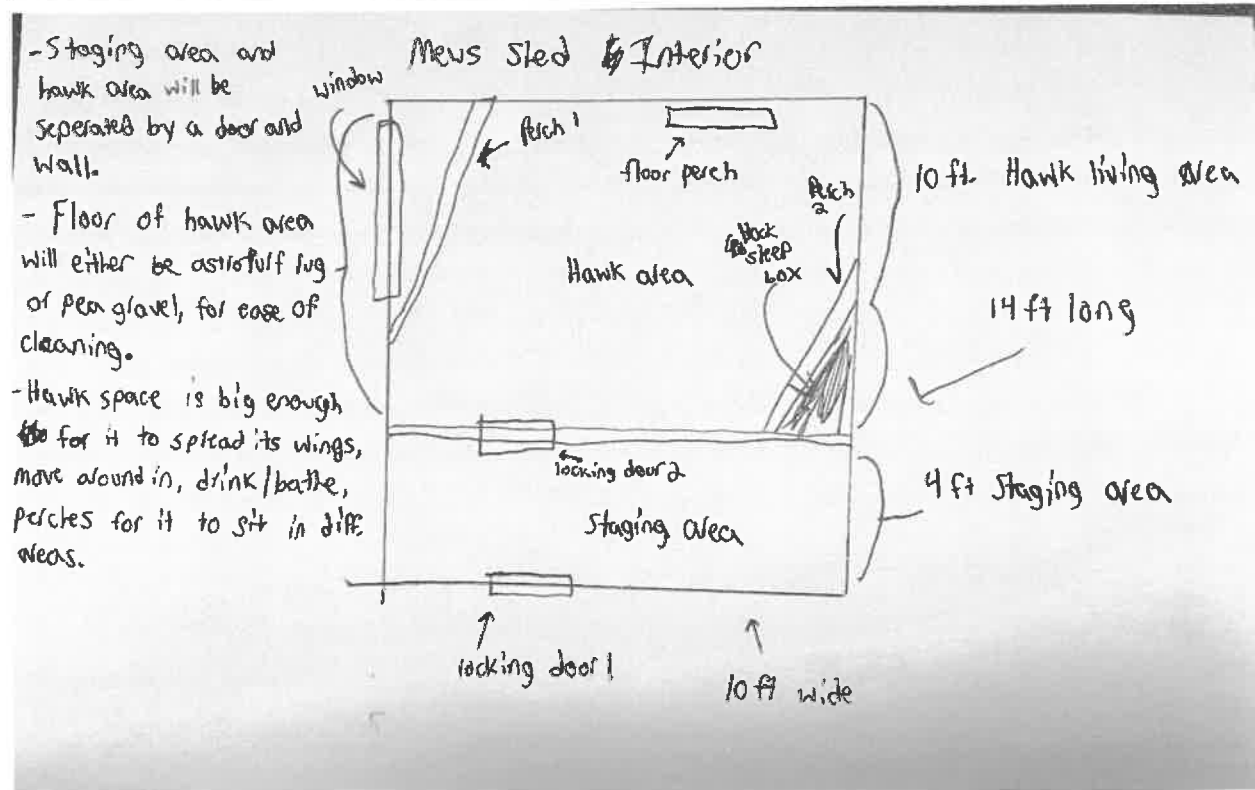 Mews Shed Interior
-Staging area and
hawk area will be
seperated by a door and
wall.
- Floor of hawk area
will either be astroturf rug
or pea gravel, for ease of
cleaning.
-Hawk space is big enough
for it to spread its wings,
move around in, drink/bathe,
perches for it to sit in diff.
areas.
window
Perch 1
floor perch
Perch
2
sleep
box
Hawk area
10 ft. Hawk living area
14 ft long
locking door 2
Staging area
4 ft Staging area
locking door 1
10 ft wide